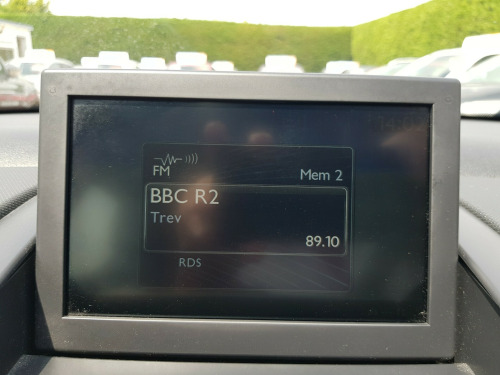 FM
Mem 2
BBC R2
Trev
89.10
RDS